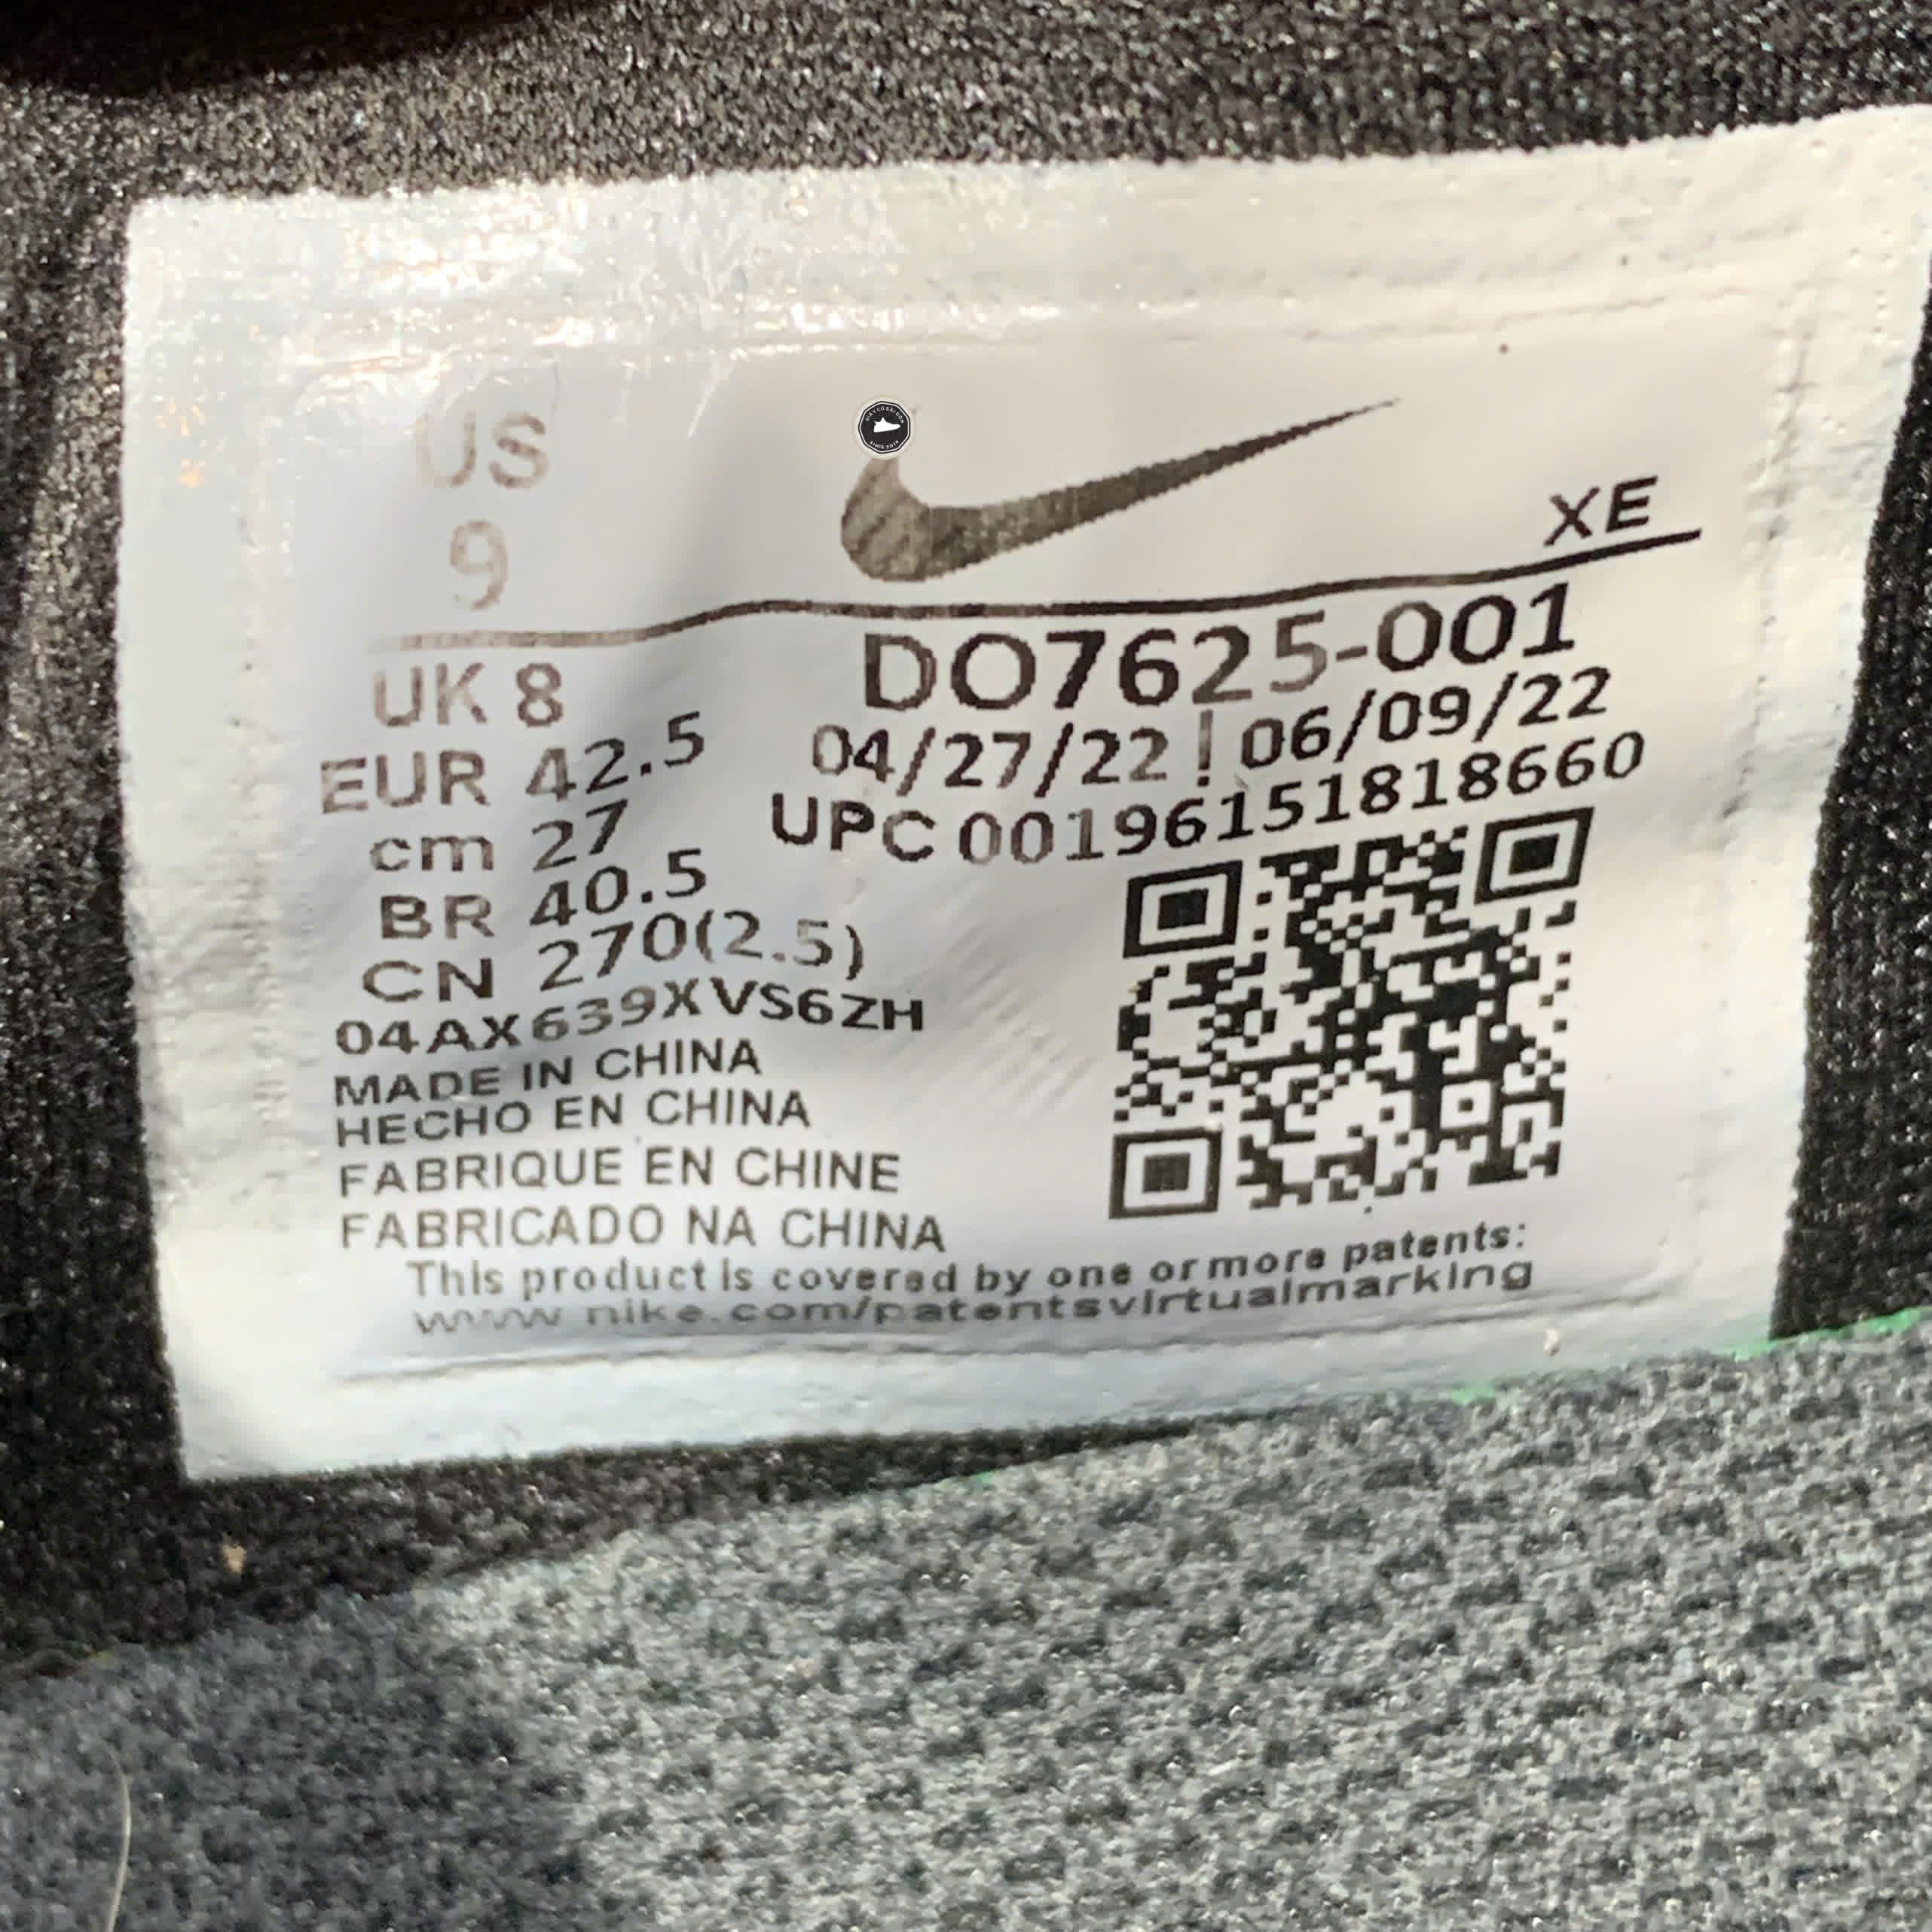 US
9
XE
UK 8
DO7625-001
EUR 42.5
04/27/22 ! 06/09/22
cm 27
UPC 00196151818660
BR 40.5
CN 270(2.5)
04AX639XVS6ZH
MADE IN CHINA
HECHO EN CHINA
FABRIQUE EN CHINE
FABRICADO NA CHINA
This product is covered by one or more patents:
www.nike.com/patentsvirtualmarking